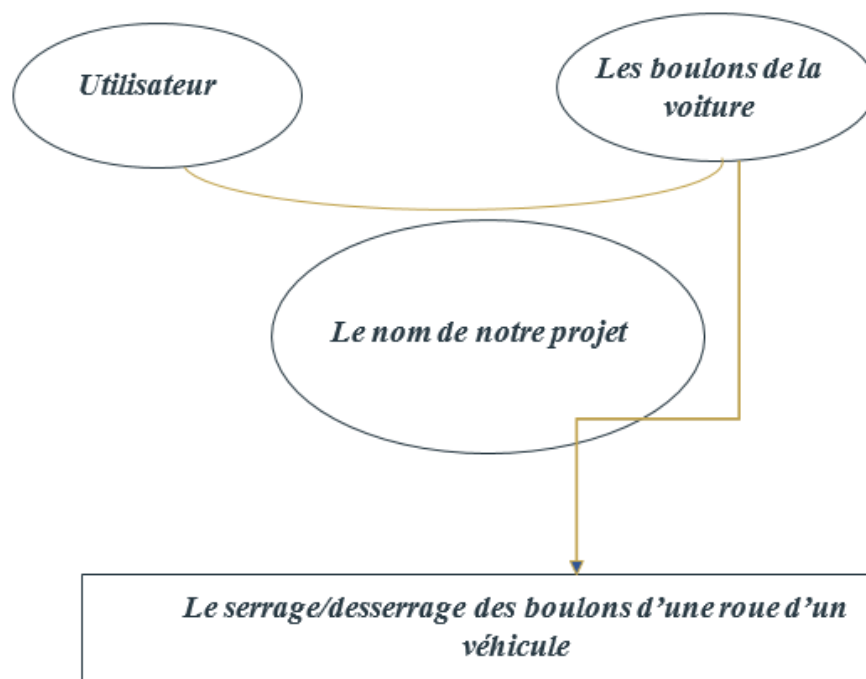 Utilisateur
Les boulons de la
voiture
Le nom de notre projet
Le serrage/desserrage des boulons d’une roue d’un
véhicule